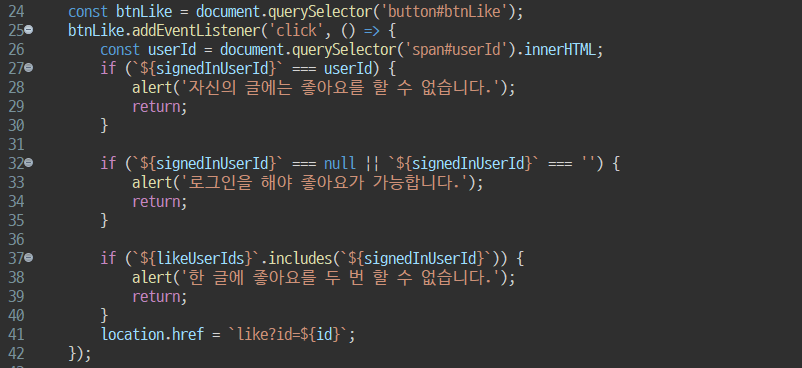 24 const btnLike = document.querySelector('button#btnLike');
25 btnLike.addEventListener('click', () => {
26 const userId = document.querySelector('span#userId').innerHTML;
27 if (`${signedInUserId}` === userId) {
28 alert('자신의 글에는 좋아요를 할 수 없습니다.');
29 return;
30 }
31
32 if (`${signedInUserId}` === null || `${signedInUserId}` === '') {
33 alert('로그인을 해야 좋아요가 가능합니다.');
34 return;
35 }
36
37 if (`${likeUserIds}`.includes(`${signedInUserId}`)) {
38 alert('한 글에 좋아요를 두 번 할 수 없습니다.');
39 return;
40 }
41 location.href = `like?id=${id}`;
42 });